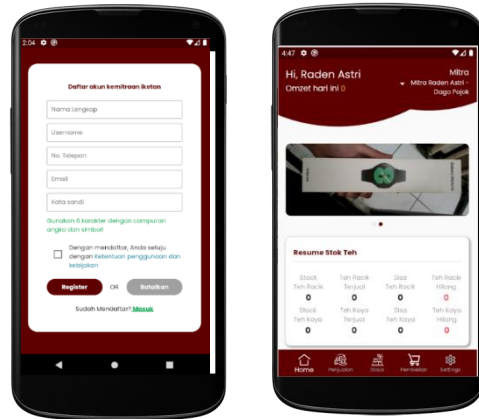 2:04
Daftar akun kemitraan iketan
Nama Lengkap
Username
No. Telepon
Email
Kata sandi
Gunakan 6 karakter dengan campuran
angka dan simbol
Dengan mendaftar, Anda setuju
dengan Ketentuan penggunaan dan
kebijakan
Register OR Batalkan
Sudah Mendaftar? Masuk
4:47
Hi, Raden Astri
Omzet hari ini 0
Mitra
Mitra Raden Astri -
Dago Pojok
Resume Stok Teh
Stock Teh Racik Sisa Teh Racik
Teh Racik Terjual Teh Racik Hilang
0 0 0 0
Stock Teh Kaya Sisa Teh Kaya
Teh Kaya Terjual Teh Kaya Hilang
0 0 0 0
Home Penjualan Stock Pembelian Settings